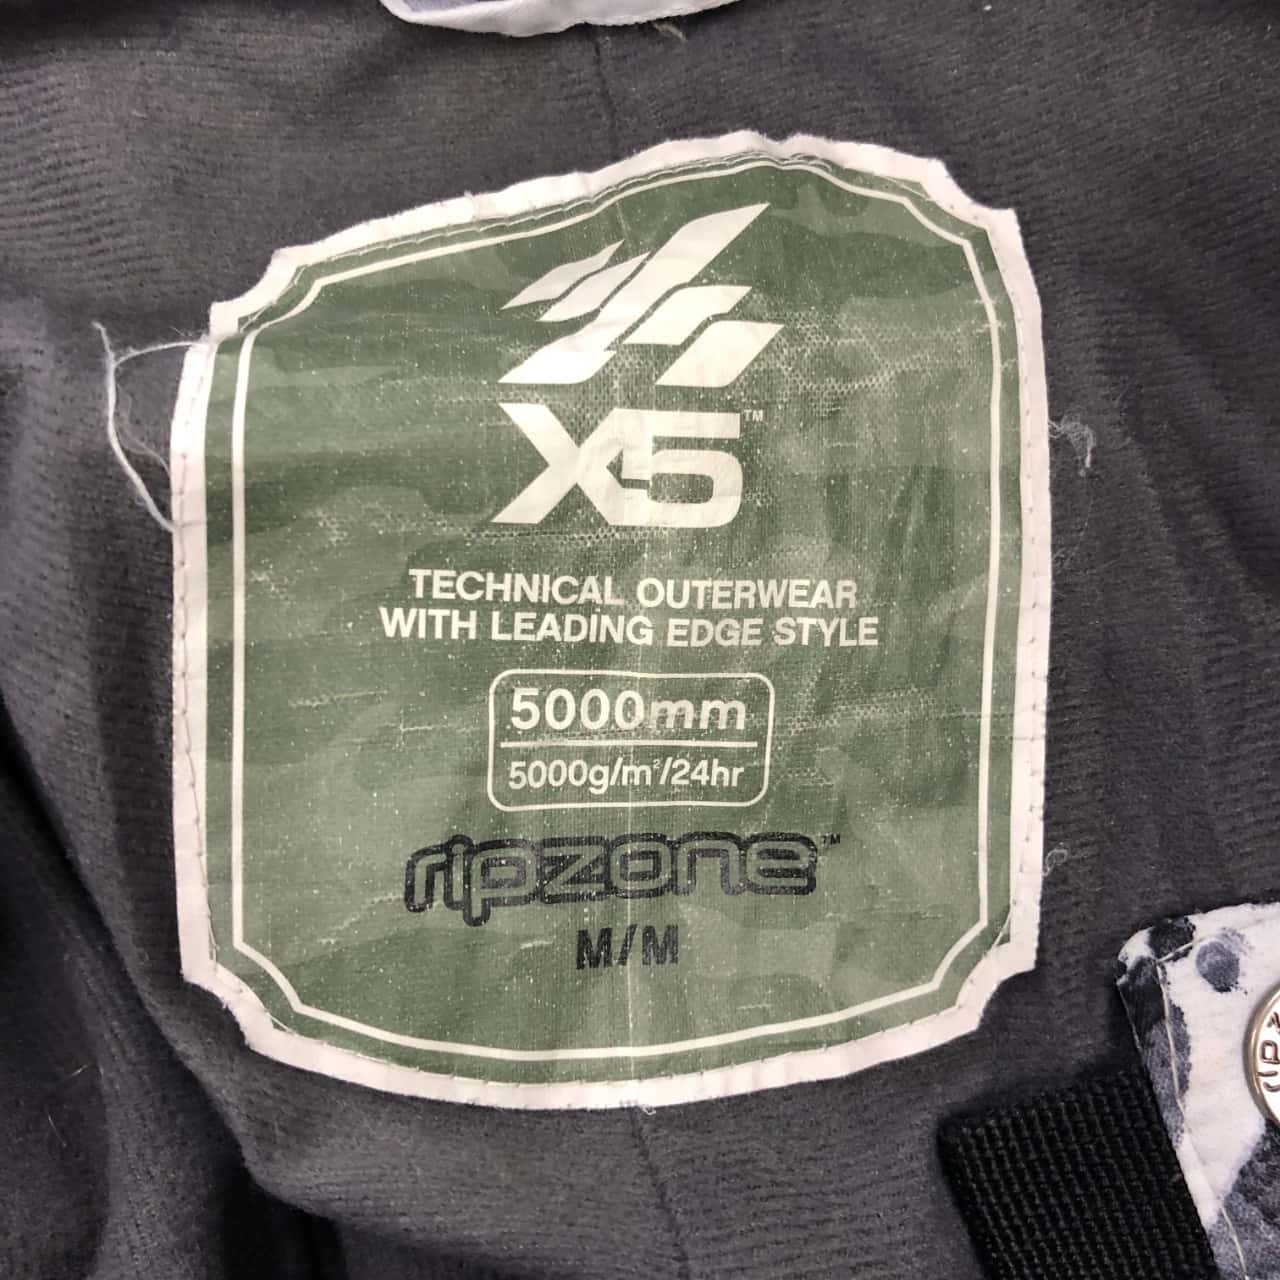 X5™
TECHNICAL OUTERWEAR
WITH LEADING EDGE STYLE
5000mm
5000g/m²/24hr
ripzone™
M/M